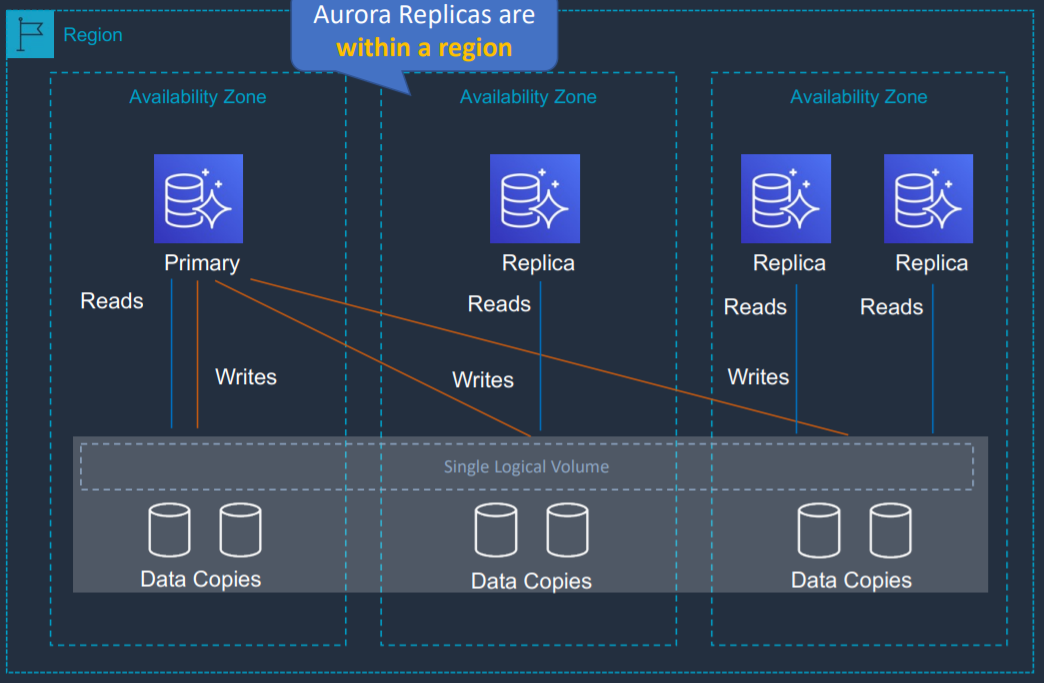 Aurora Replicas are
within a region
Region
Availability Zone
Availability Zone
Availability Zone
Primary
Replica
Replica
Replica
Reads
Reads
Reads
Reads
Writes
Writes
Writes
Single Logical Volume
Data Copies
Data Copies
Data Copies